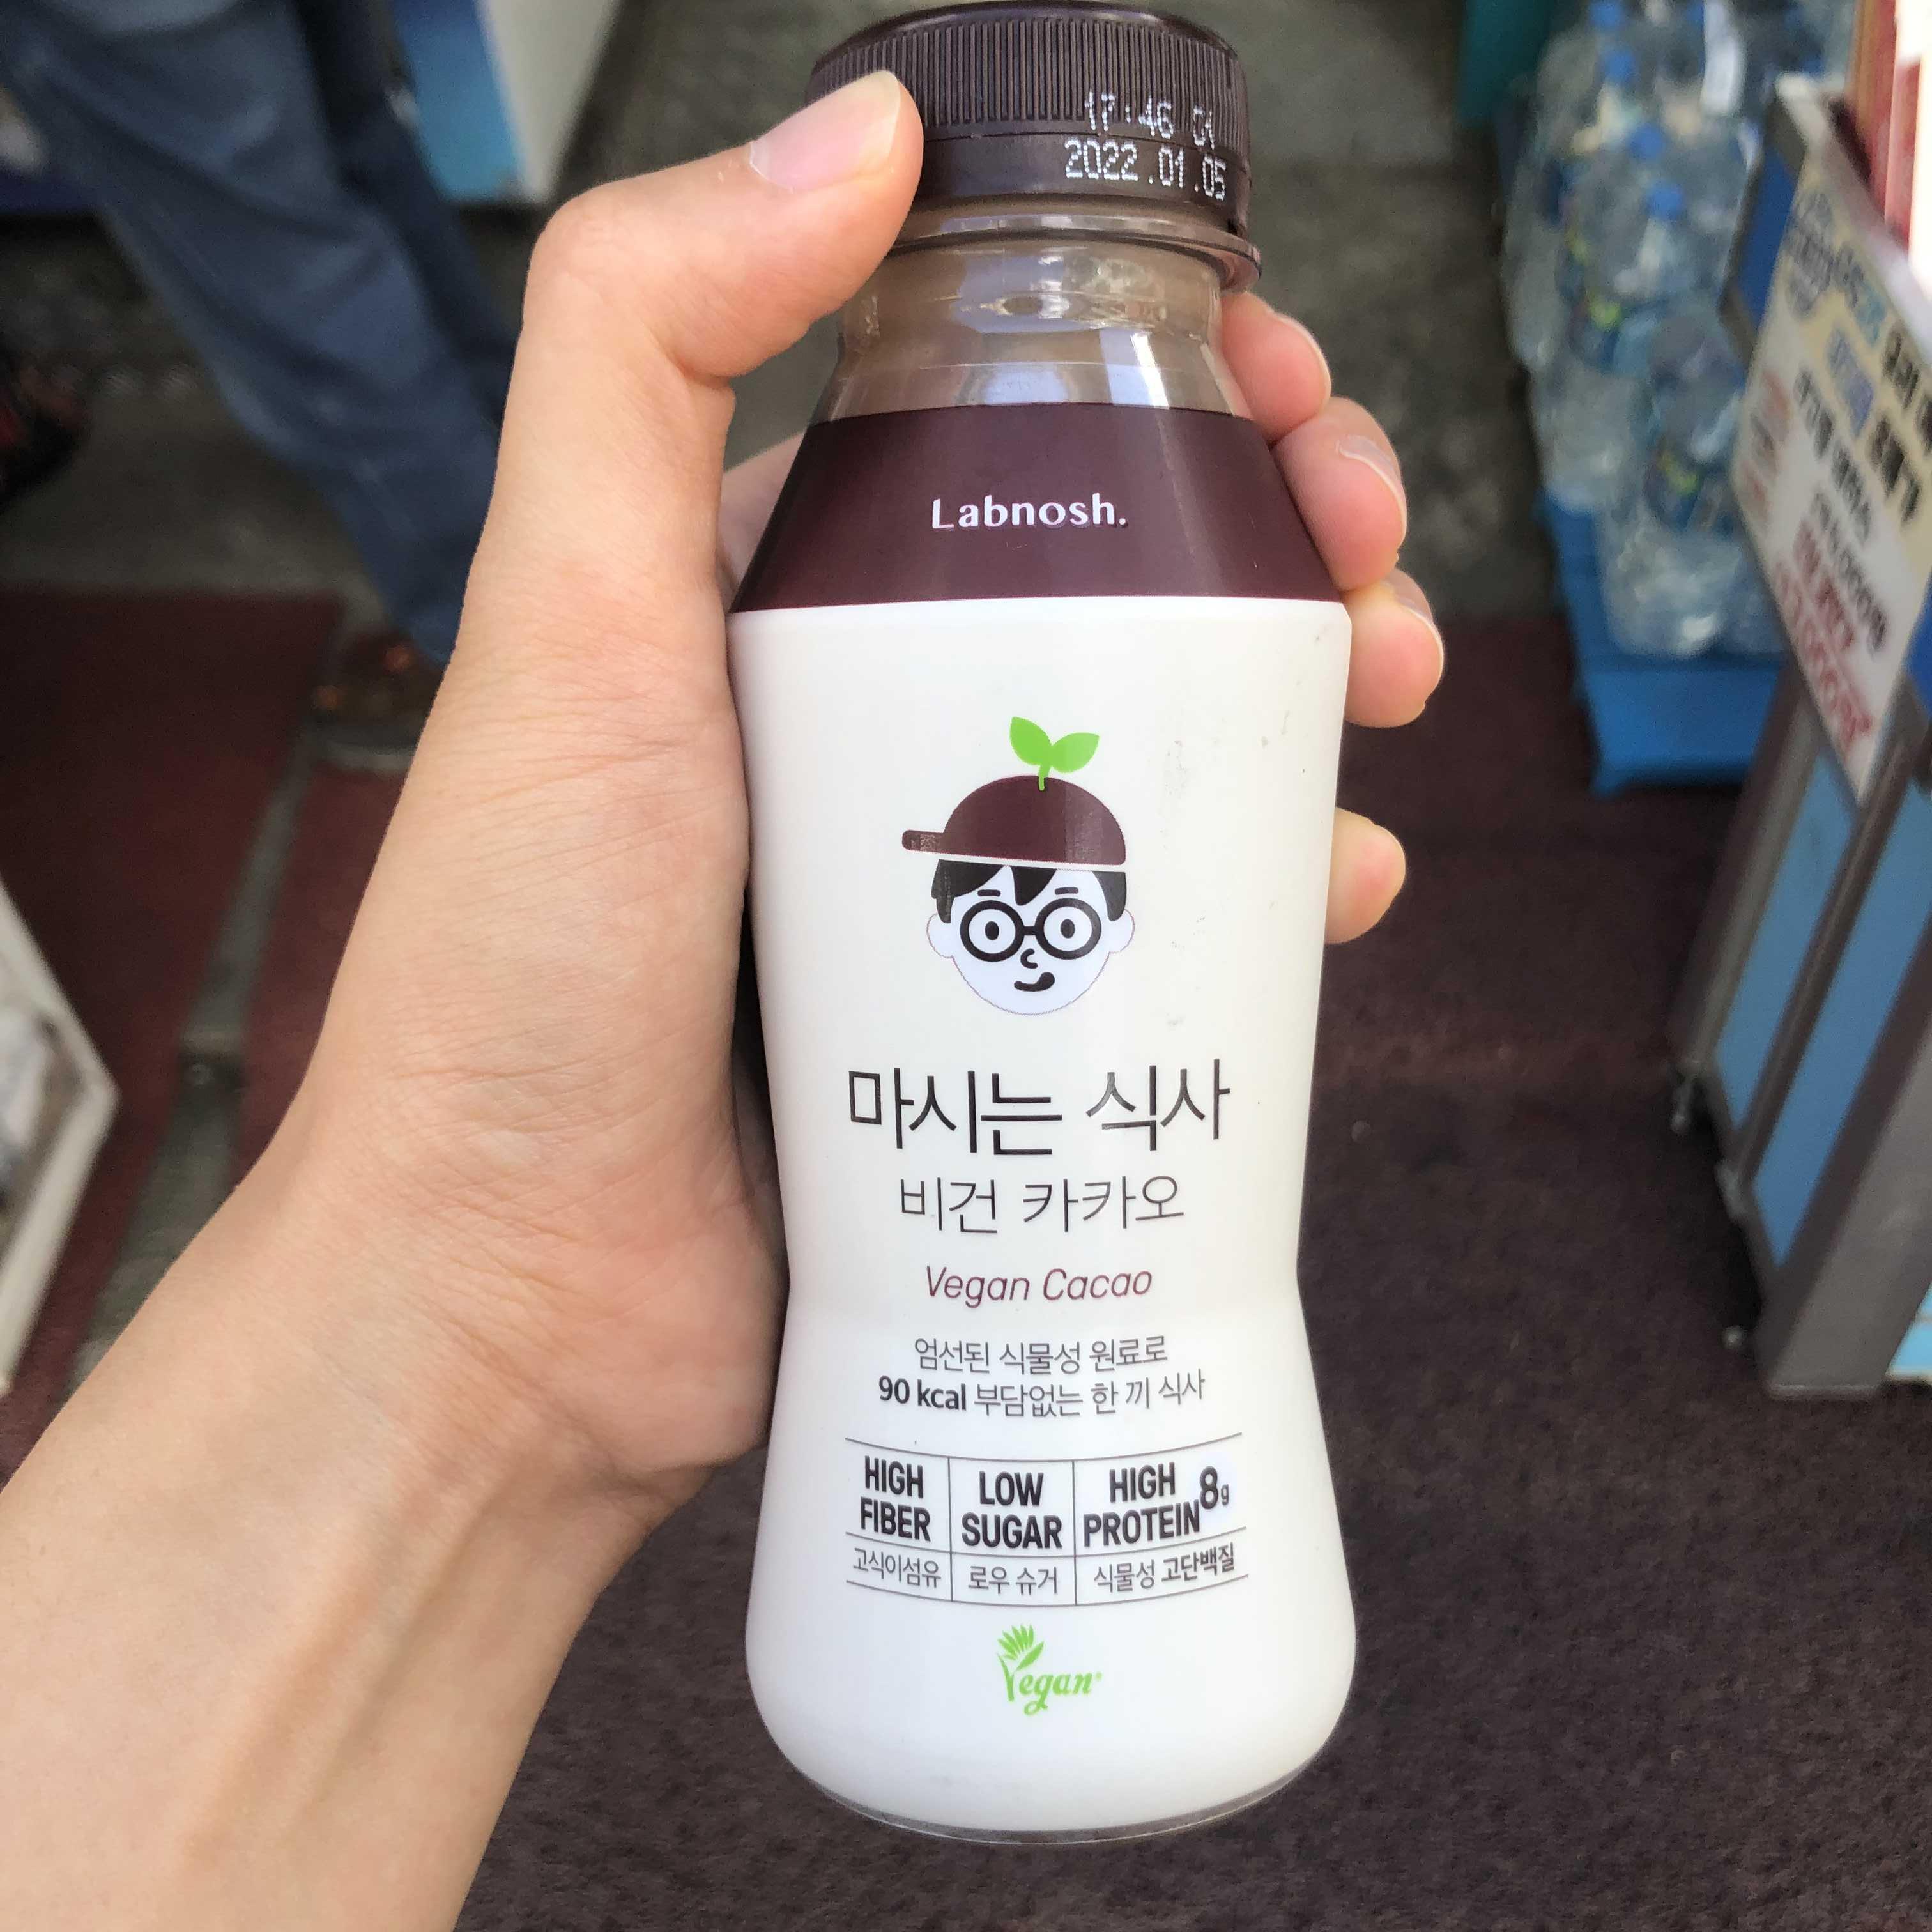 17:46 C4
2022.01.05
Labnosh.
마시는 식사
비건 카카오
Vegan Cacao
엄선된 식물성 원료로
90 kcal 부담없는 한 끼 식사
HIGH FIBER
LOW SUGAR
HIGH PROTEIN 8g
고식이섬유
로우 슈거
식물성 고단백질
Vegan